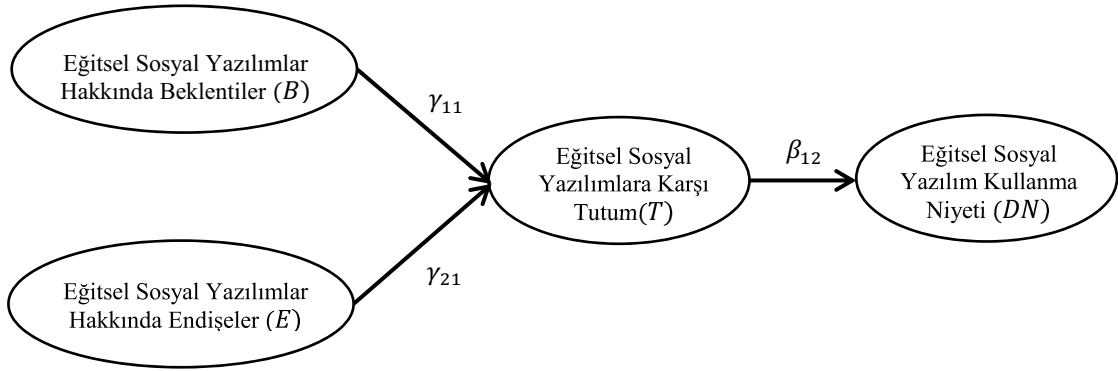 Eğitsel Sosyal Yazılımlar
Hakkında Beklentiler (B)
γ₁₁
Eğitsel Sosyal
Yazılımlara Karşı
Tutum(T)
β₁₂
Eğitsel Sosyal
Yazılım Kullanma
Niyeti (DN)
γ₂₁
Eğitsel Sosyal Yazılımlar
Hakkında Endişeler (E)